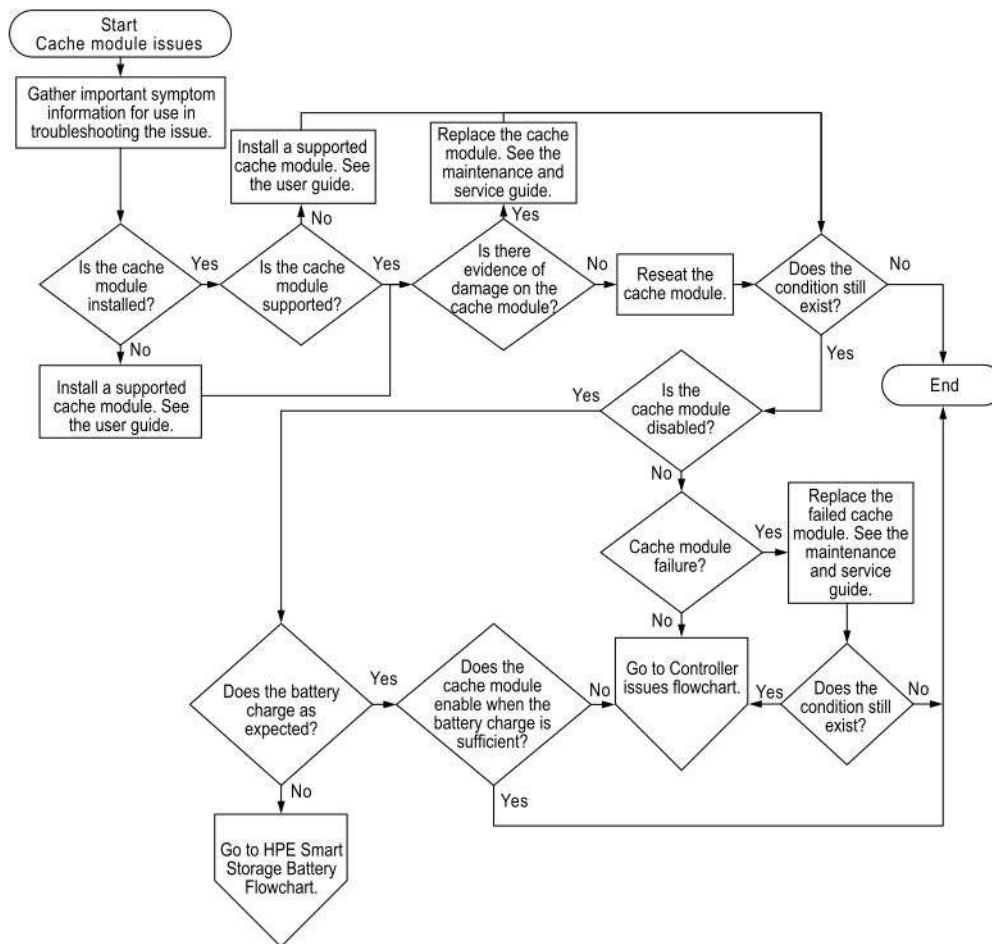 Start
Cache module issues
Gather important symptom
information for use in
troubleshooting the issue.
Install a supported
cache module. See
the user guide.
Replace the cache
module. See the
maintenance and
service guide.
No
Yes
Is the cache
module
installed?
Yes
Is the cache
module
supported?
Yes
Is there
evidence of
damage on the
cache module?
No
Reseat the
cache module.
Does the
condition still
exist?
No
No
Install a supported
cache module. See
the user guide.
Yes
End
Yes
Is the
cache module
disabled?
No
Cache module
failure?
Yes
Replace the
failed cache
module. See the
maintenance
and service
guide.
No
Does the battery
charge as
expected?
Yes
Does the
cache module
enable when the
battery charge is
sufficient?
No
Go to Controller
issues flowchart.
Yes
Does the
condition still
exist?
No
No
Yes
Go to HPE Smart
Storage Battery
Flowchart.